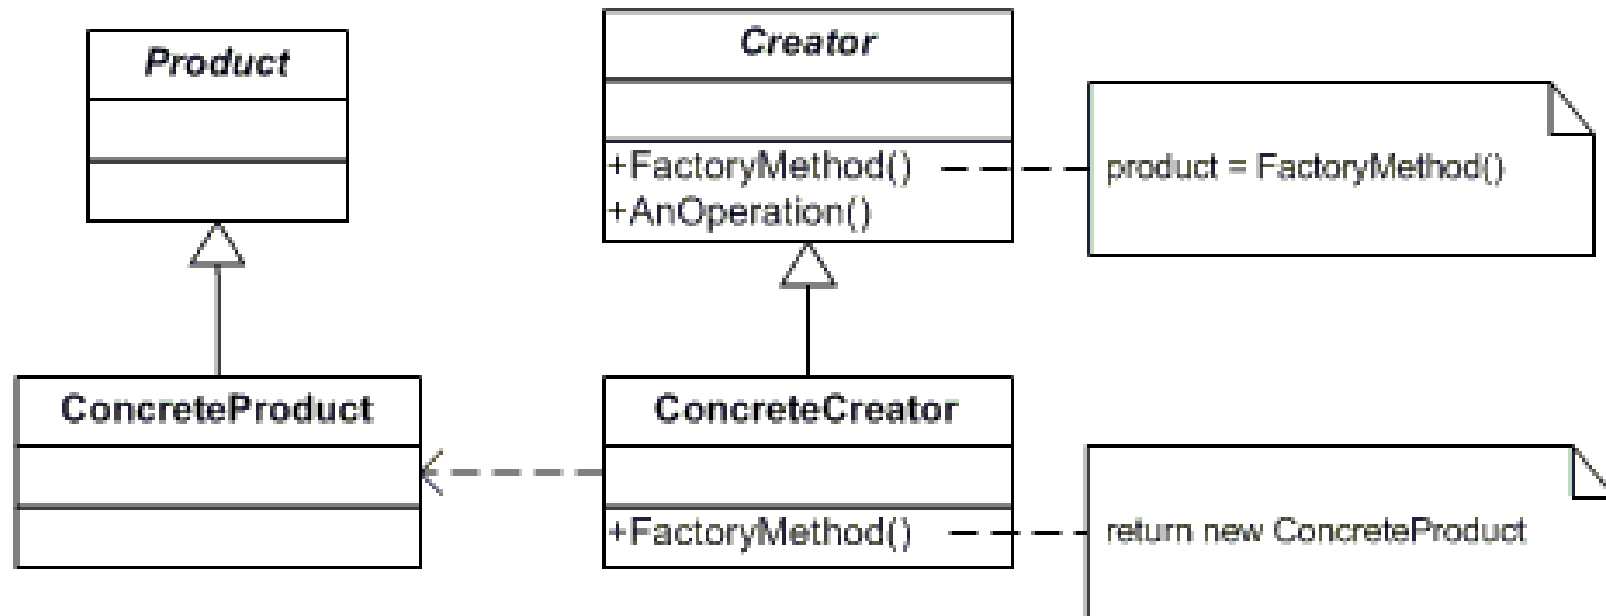 Product
Creator
+FactoryMethod()
+AnOperation()
product = FactoryMethod()
ConcreteProduct
ConcreteCreator
+FactoryMethod()
return new ConcreteProduct